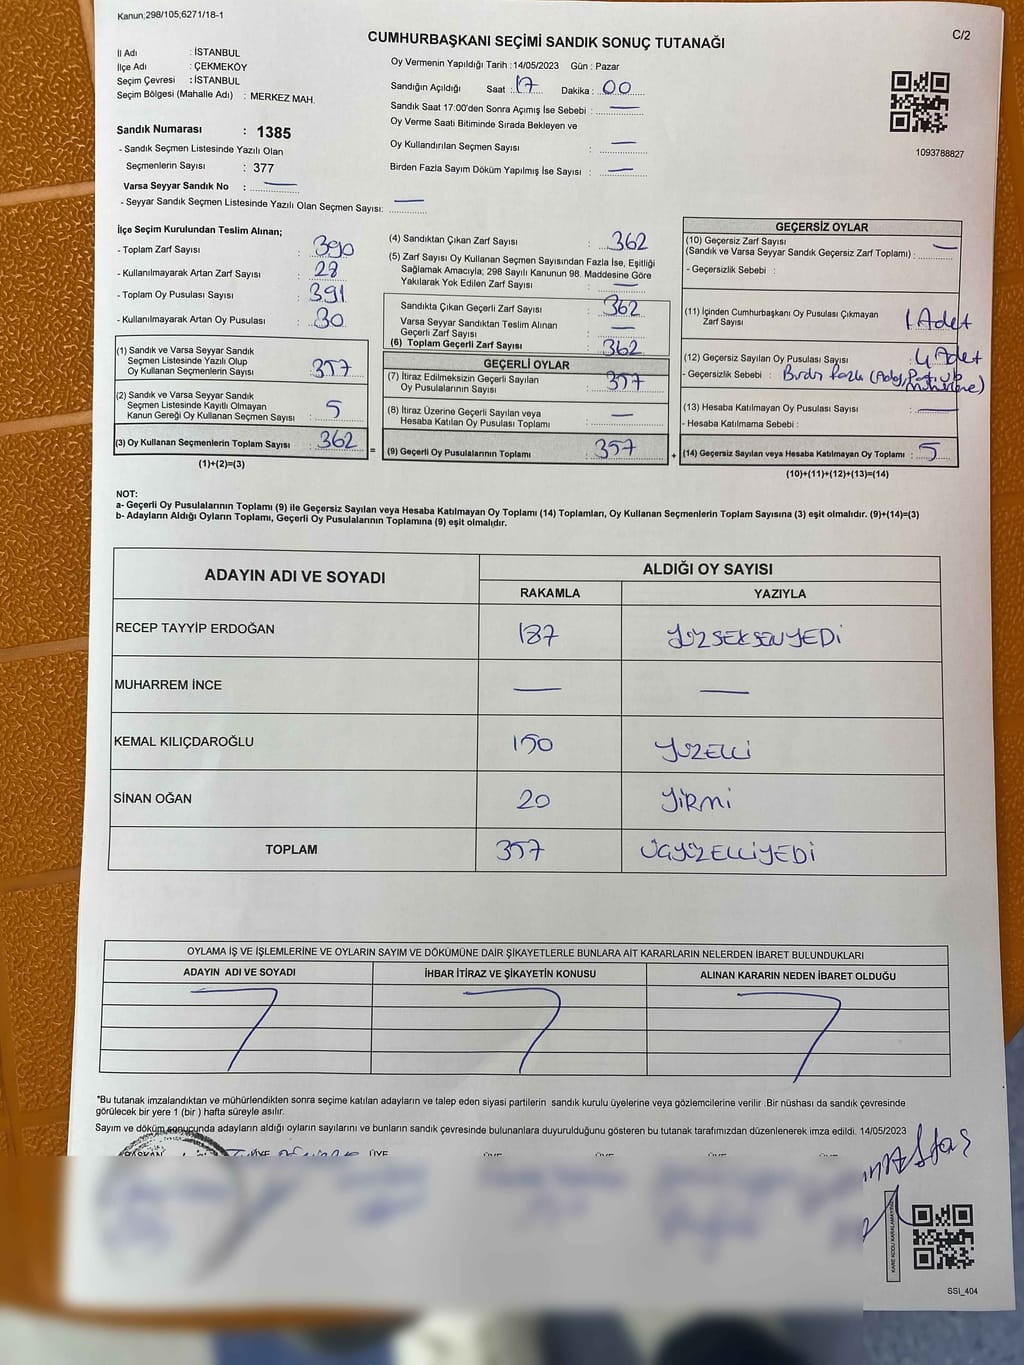 Kanun;298/105,6271/18-1
C/2
CUMHURBAŞKANI SEÇİMİ SANDIK SONUÇ TUTANAĞI
İl Adı : İSTANBUL
İlçe Adı : ÇEKMEKÖY
Seçim Çevresi : İSTANBUL
Seçim Bölgesi (Mahalle Adı) : MERKEZ MAH.
Sandık Numarası : 1385
- Sandık Seçmen Listesinde Yazılı Olan
Seçmenlerin Sayısı : 377
Varsa Seyyar Sandık No : —
- Seyyar Sandık Seçmen Listesinde Yazılı Olan Seçmen Sayısı: —
Oy Vermenin Yapıldığı Tarih :14/05/2023 Gün : Pazar
Sandığın Açıldığı Saat : 17 Dakika : 00
Sandık Saat 17:00'den Sonra Açımış İse Sebebi : —
Oy Verme Saati Bitiminde Sırada Bekleyen ve
Oy Kullandırılan Seçmen Sayısı : —
Birden Fazla Sayım Döküm Yapılmış İse Sayısı : —
1093788827
İlçe Seçim Kurulundan Teslim Alınan;
- Toplam Zarf Sayısı : 390
- Kullanılmayarak Artan Zarf Sayısı : 28
- Toplam Oy Pusulası Sayısı : 391
- Kullanılmayarak Artan Oy Pusulası : 30
(1) Sandık ve Varsa Seyyar Sandık
Seçmen Listesinde Yazılı Olup
Oy Kullanan Seçmenlerin Sayısı : 357
(2) Sandık ve Varsa Seyyar Sandık
Seçmen Listesinde Kayıtlı Olmayan
Kanun Gereği Oy Kullanan Seçmen Sayısı : 5
(3) Oy Kullanan Seçmenlerin Toplam Sayısı : 362
(1)+(2)=(3)
(4) Sandıktan Çıkan Zarf Sayısı : 362
(5) Zarf Sayısı Oy Kullanan Seçmen Sayısından Fazla İse, Eşitliği
Sağlamak Amacıyla; 298 Sayılı Kanunun 98. Maddesine Göre
Yakılarak Yok Edilen Zarf Sayısı : —
Sandıkta Çıkan Geçerli Zarf Sayısı : 362
Varsa Seyyar Sandıktan Teslim Alınan
Geçerli Zarf Sayısı : —
(6) Toplam Geçerli Zarf Sayısı : 362
GEÇERLİ OYLAR
(7) İtiraz Edilmeksizin Geçerli Sayılan
Oy Pusulalarının Sayısı : 357
(8) İtiraz Üzerine Geçerli Sayılan veya
Hesaba Katılan Oy Pusulası Toplamı : —
= (9) Geçerli Oy Pusulalarının Toplamı : 357
GEÇERSİZ OYLAR
(10) Geçersiz Zarf Sayısı
(Sandık ve Varsa Seyyar Sandık Geçersiz Zarf Toplamı) : —
- Geçersizlik Sebebi :
(11) İçinden Cumhurbaşkanı Oy Pusulası Çıkmayan
Zarf Sayısı : 1 Adet
(12) Geçersiz Sayılan Oy Pusulası Sayısı : 4 Adet
- Geçersizlik Sebebi : Birden fazla
(13) Hesaba Katılmayan Oy Pusulası Sayısı : —
- Hesaba Katılmama Sebebi :
+ (14) Geçersiz Sayılan veya Hesaba Katılmayan Oy Toplamı : 5
(10)+(11)+(12)+(13)=(14)
NOT:
a- Geçerli Oy Pusulalarının Toplamı (9) ile Geçersiz Sayılan veya Hesaba Katılmayan Oy Toplamı (14) Toplamları, Oy Kullanan Seçmenlerin Toplam Sayısına (3) eşit olmalıdır. (9)+(14)=(3)
b- Adayların Aldığı Oyların Toplamı, Geçerli Oy Pusulalarının Toplamına (9) eşit olmalıdır.
ADAYIN ADI VE SOYADI ALDIĞI OY SAYISI
RAKAMLA YAZIYLA
RECEP TAYYİP ERDOĞAN 187 YÜZSEKSENYEDİ
MUHARREM İNCE — —
KEMAL KILIÇDAROĞLU 150 YÜZELLİ
SİNAN OĞAN 20 YİRMİ
TOPLAM 357 ÜÇYÜZELLİYEDİ
OYLAMA İŞ VE İŞLEMLERİNE VE OYLARIN SAYIM VE DÖKÜMÜNE DAİR ŞİKAYETLERLE BUNLARA AİT KARARLARIN NELERDEN İBARET BULUNDUKLARI
ADAYIN ADI VE SOYADI İHBAR İTİRAZ VE ŞİKAYETİN KONUSU ALINAN KARARIN NEDEN İBARET OLDUĞU
*Bu tutanak imzalandıktan ve mühürlendikten sonra seçime katılan adayların ve talep eden siyasi partilerin sandık kurulu üyelerine veya gözlemcilerine verilir .Bir nüshası da sandık çevresinde
görülecek bir yere 1 (bir ) hafta süreyle asılır.
Sayım ve döküm sonucunda adayların aldığı oyların sayılarını ve bunların sandık çevresinde bulunanlara duyurulduğunu gösteren bu tutanak tarafımızdan düzenlenerek imza edildi. 14/05/2023
BAŞKAN ÜYE ÜYE ÜYE ÜYE ÜYE
KARE KODU KARALAMAYINIZ
SSI_404